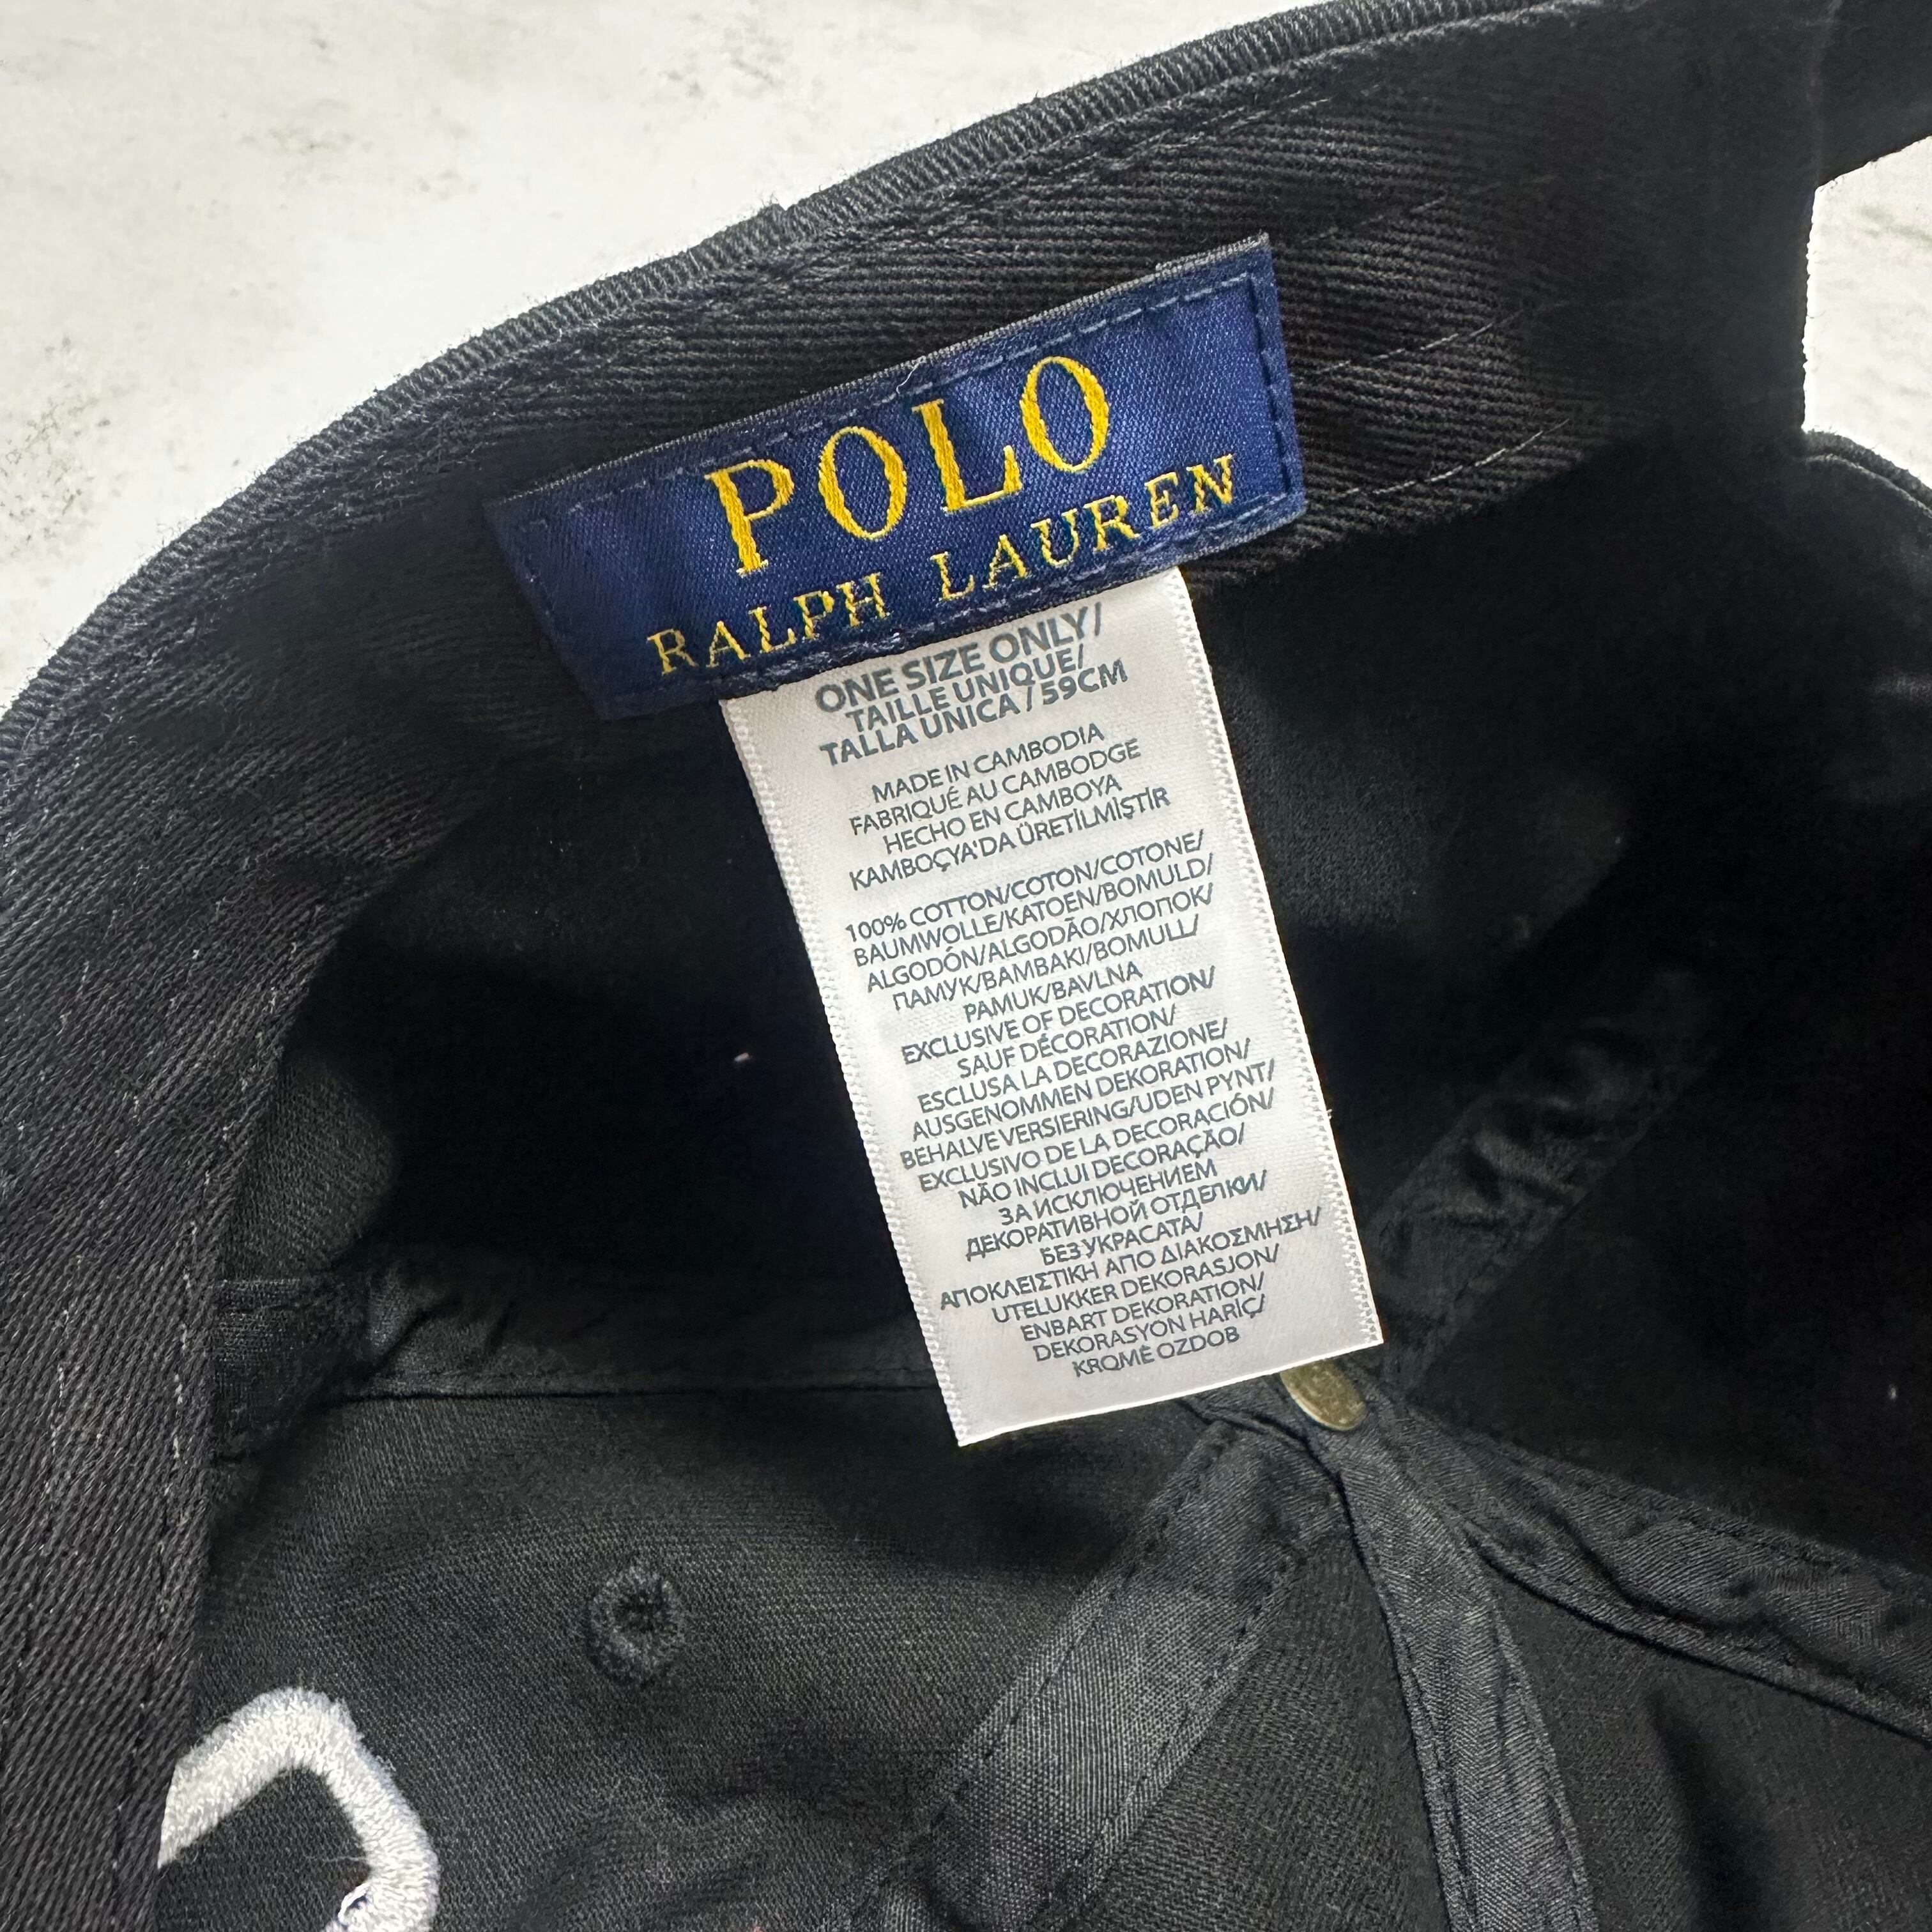 POLO
RALPH LAUREN
ONE SIZE ONLY/
TAILLE UNIQUE/
TALLA UNICA / 59CM
MADE IN CAMBODIA
FABRIQUÉ AU CAMBODGE
HECHO EN CAMBOYA
KAMBOÇYA'DA ÜRETİLMİŞTİR
100% COTTON/COTON/COTONE/
BAUMWOLLE/KATOEN/BOMULD/
ALGODÓN/ALGODÃO/ХЛОПОК/
ПАМУК/BAMBAKI/BOMULL/
PAMUK/BAVLNA
EXCLUSIVE OF DECORATION/
SAUF DÉCORATION/
ESCLUSA LA DECORAZIONE/
AUSGENOMMEN DEKORATION/
BEHALVE VERSIERING/UDEN PYNT/
EXCLUSIVO DE LA DECORACIÓN/
NÃO INCLUI DECORAÇÃO/
ЗА ИСКЛЮЧЕНИЕМ
ДЕКОРАТИВНОЙ ОТДЕЛКИ/
БЕЗ УКРАСАТА/
ΑΠΟΚΛΕΙΣΤΙΚΗ ΑΠΟ ΔΙΑΚΟΣΜΗΣΗ/
UTELUKKER DEKORASJON/
ENBART DEKORATION/
DEKORASYON HARİÇ/
KROMĚ OZDOB